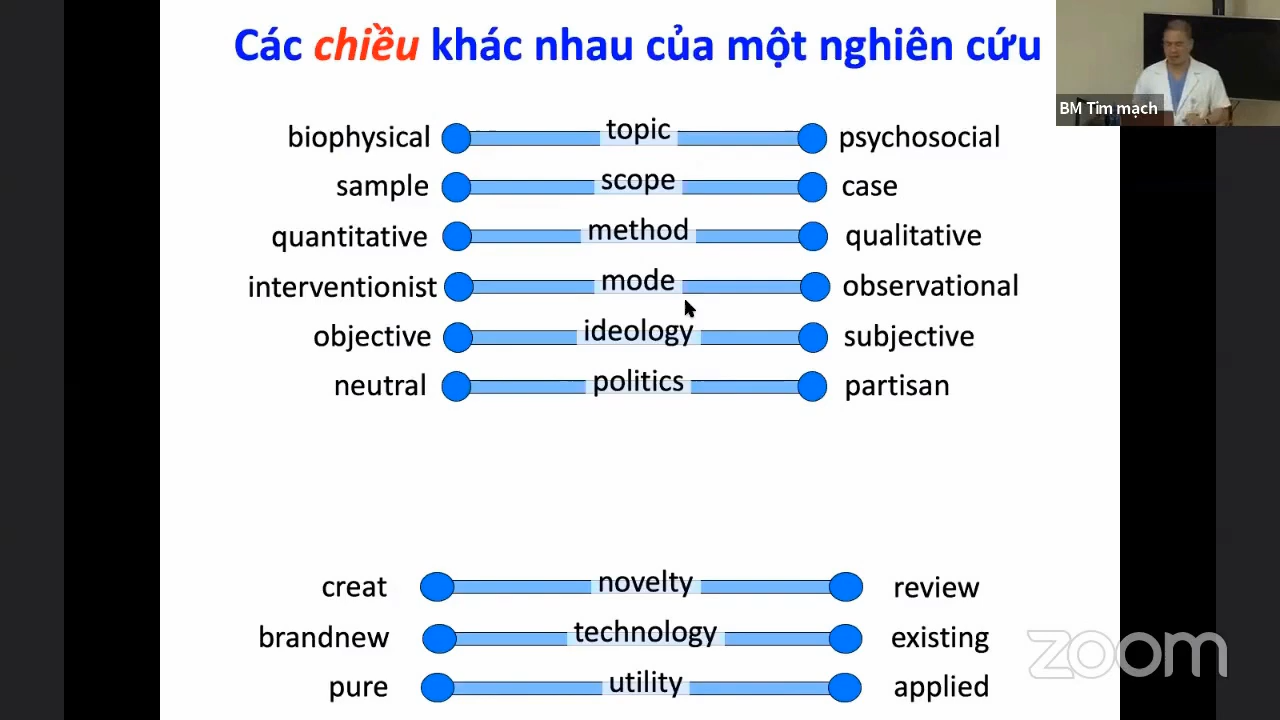 Các chiều khác nhau của một nghiên cứu
BM Tim mạch
biophysical topic psychosocial
sample scope case
quantitative method qualitative
interventionist mode observational
objective ideology subjective
neutral politics partisan
creat novelty review
brandnew technology existing
pure utility applied
zoom